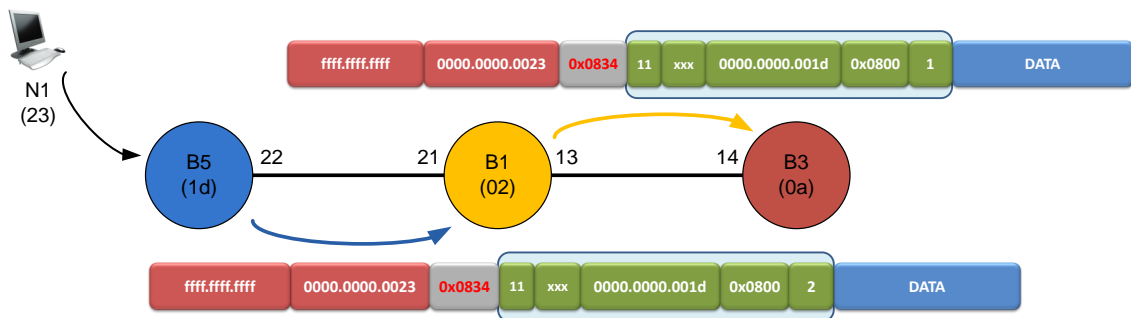 ffff.ffff.ffff 0000.0000.0023 0x0834 11 xxx 0000.0000.001d 0x0800 1 DATA
N1
(23)
22 21 13 14
B5 B1 B3
(1d) (02) (0a)
ffff.ffff.ffff 0000.0000.0023 0x0834 11 xxx 0000.0000.001d 0x0800 2 DATA